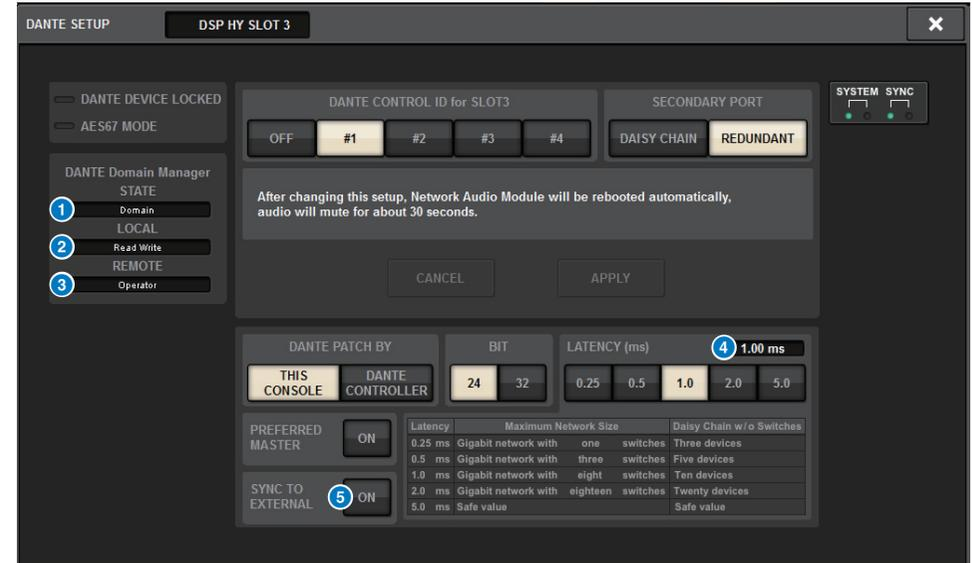 DANTE SETUP
DSP HY SLOT 3
DANTE DEVICE LOCKED
AES67 MODE
DANTE Domain Manager
STATE
1
Domain
LOCAL
2
Read Write
REMOTE
3
Operator
DANTE CONTROL ID for SLOT3
OFF #1 #2 #3 #4
SECONDARY PORT
DAISY CHAIN REDUNDANT
SYSTEM SYNC
After changing this setup, Network Audio Module will be rebooted automatically,
audio will mute for about 30 seconds.
CANCEL APPLY
DANTE PATCH BY
THIS
CONSOLE
DANTE
CONTROLLER
BIT
24 32
LATENCY (ms)
4
1.00 ms
0.25 0.5 1.0 2.0 5.0
PREFERRED
MASTER
ON
SYNC TO
EXTERNAL
5
ON
Latency Maximum Network Size Daisy Chain w/o Switches
0.25 ms Gigabit network with one switches Three devices
0.5 ms Gigabit network with three switches Five devices
1.0 ms Gigabit network with eight switches Ten devices
2.0 ms Gigabit network with eighteen switches Twenty devices
5.0 ms Safe value Safe value